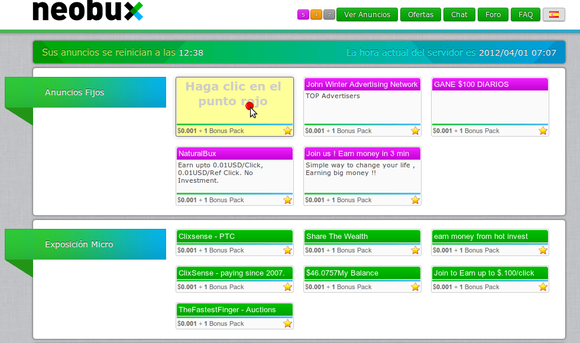 neobux
Ver Anuncios
Ofertas
Chat
Foro
FAQ
Sus anuncios se reinician a las 12:38
La hora actual del servidor es 2012/04/01 07:07
Anuncios Fijos
Haga clic en el
punto rojo
$0.001 + 1 Bonus Pack
John Winter Advertising Network
TOP Advertisers
$0.001 + 1 Bonus Pack
GANE $100 DIARIOS
$0.001 + 1 Bonus Pack
NaturalBux
Earn upto 0.01USD/Click,
0.01USD/Ref Click. No
Investment.
$0.001 + 1 Bonus Pack
Join us ! Earn money in 3 min
Simple way to change your life ,
Earning big money !!
$0.001 + 1 Bonus Pack
Exposición Micro
Clixsense - PTC
$0.001 + 1 Bonus Pack
Share The Wealth
$0.001 + 1 Bonus Pack
earn money from hot invest
$0.001 + 1 Bonus Pack
ClixSense - paying since 2007.
$0.001 + 1 Bonus Pack
$46.0757My Balance
$0.001 + 1 Bonus Pack
Join to Earn up to $.100/click
$0.001 + 1 Bonus Pack
TheFastestFinger - Auctions
$0.001 + 1 Bonus Pack